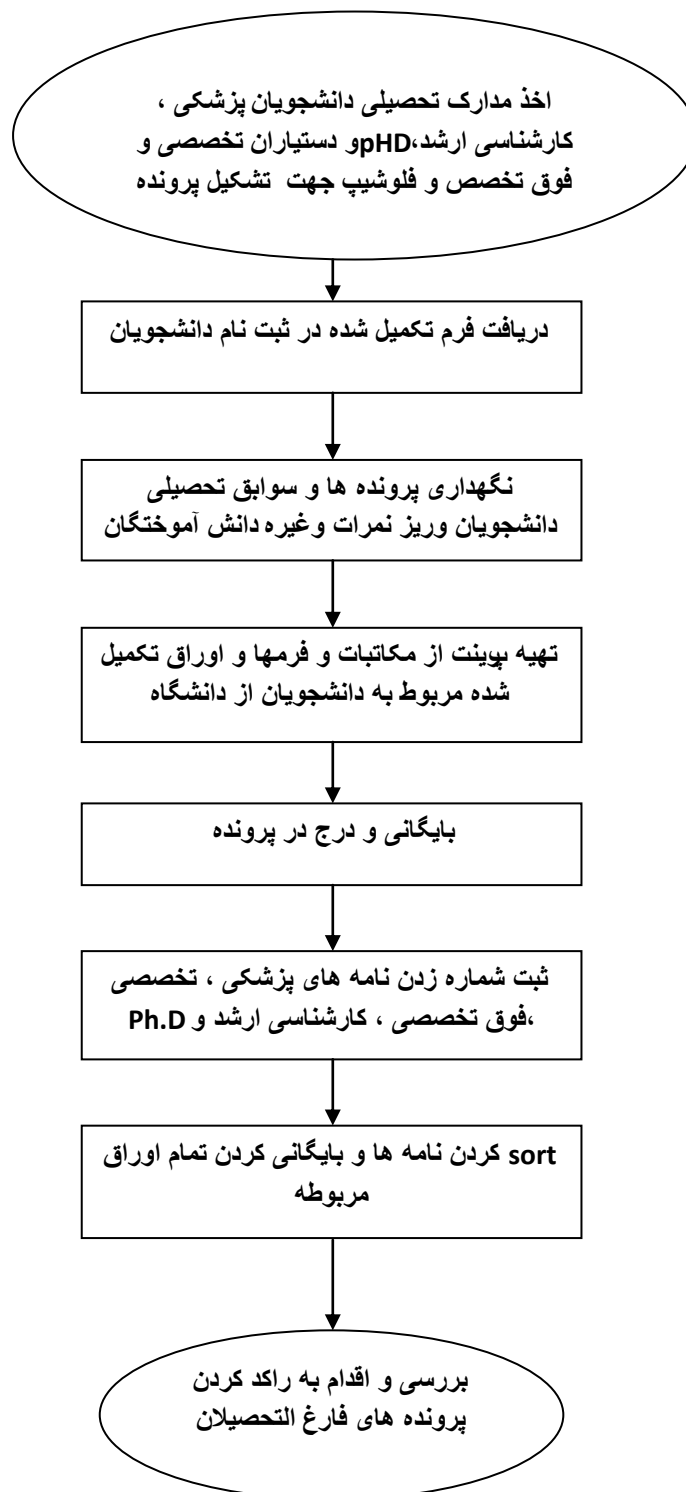 اخذ مدارک تحصیلی دانشجویان پزشکی ،
کارشناسی ارشد،pHDو دستیاران تخصصی و
فوق تخصص و فلوشیپ جهت تشکیل پرونده
دریافت فرم تکمیل شده در ثبت نام دانشجویان
نگهداری پرونده ها و سوابق تحصیلی
دانشجویان وریز نمرات وغیره دانش آموختگان
تهیه پرینت از مکاتبات و فرمها و اوراق تکمیل
شده مربوط به دانشجویان از دانشگاه
بایگانی و درج در پرونده
ثبت شماره زدن نامه های پزشکی ، تخصصی
،فوق تخصصی ، کارشناسی ارشد و Ph.D
sort کردن نامه ها و بایگانی کردن تمام اوراق
مربوطه
بررسی و اقدام به راکد کردن
پرونده های فارغ التحصیلان